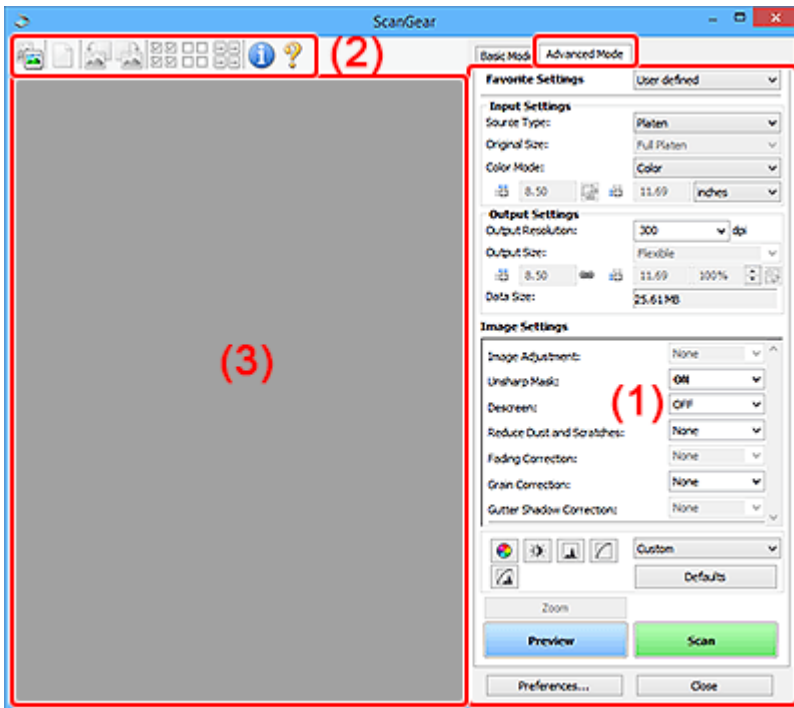 ScanGear
(2)
Basic Mode Advanced Mode
Favorite Settings User defined
Input Settings
Source Type: Platen
Original Size: Full Platen
Color Mode: Color
8.50 11.69 inches
Output Settings
Output Resolution: 300 dpi
Output Size: Flexible
8.50 11.69 100%
Data Size: 25.61 MB
Image Settings
(3)
Image Adjustment: None
Unsharp Mask: ON
(1)
Descreen: OFF
Reduce Dust and Scratches: None
Fading Correction: None
Grain Correction: None
Gutter Shadow Correction: None
Custom
Defaults
Zoom
Preview Scan
Preferences... Close